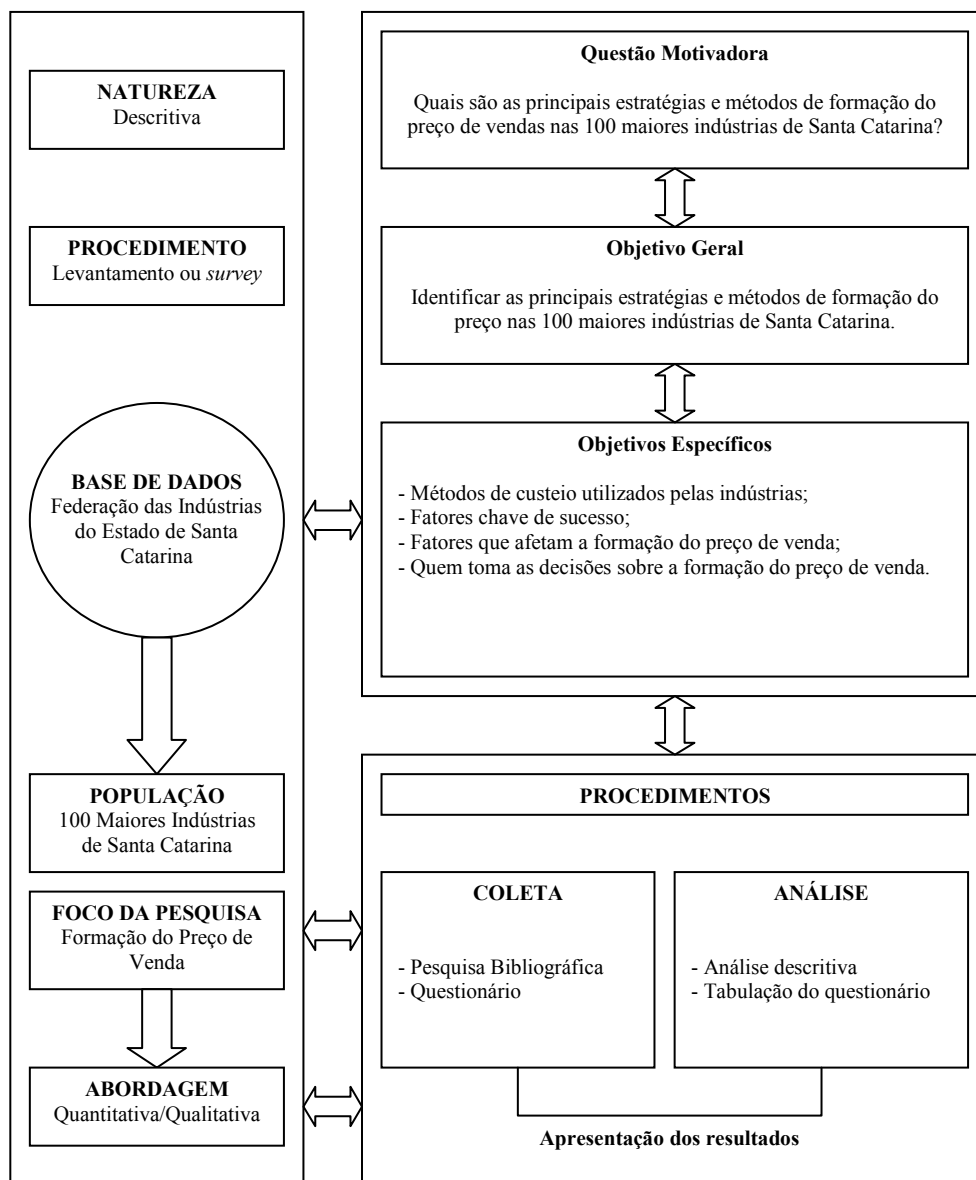 NATUREZA
Descritiva
PROCEDIMENTO
Levantamento ou survey
BASE DE DADOS
Federação das Indústrias
do Estado de Santa
Catarina
POPULAÇÃO
100 Maiores Indústrias
de Santa Catarina
FOCO DA PESQUISA
Formação do Preço de
Venda
ABORDAGEM
Quantitativa/Qualitativa
Questão Motivadora
Quais são as principais estratégias e métodos de formação do
preço de vendas nas 100 maiores indústrias de Santa Catarina?
Objetivo Geral
Identificar as principais estratégias e métodos de formação do
preço nas 100 maiores indústrias de Santa Catarina.
Objetivos Específicos
- Métodos de custeio utilizados pelas indústrias;
- Fatores chave de sucesso;
- Fatores que afetam a formação do preço de venda;
- Quem toma as decisões sobre a formação do preço de venda.
PROCEDIMENTOS
COLETA
- Pesquisa Bibliográfica
- Questionário
ANÁLISE
- Análise descritiva
- Tabulação do questionário
Apresentação dos resultados